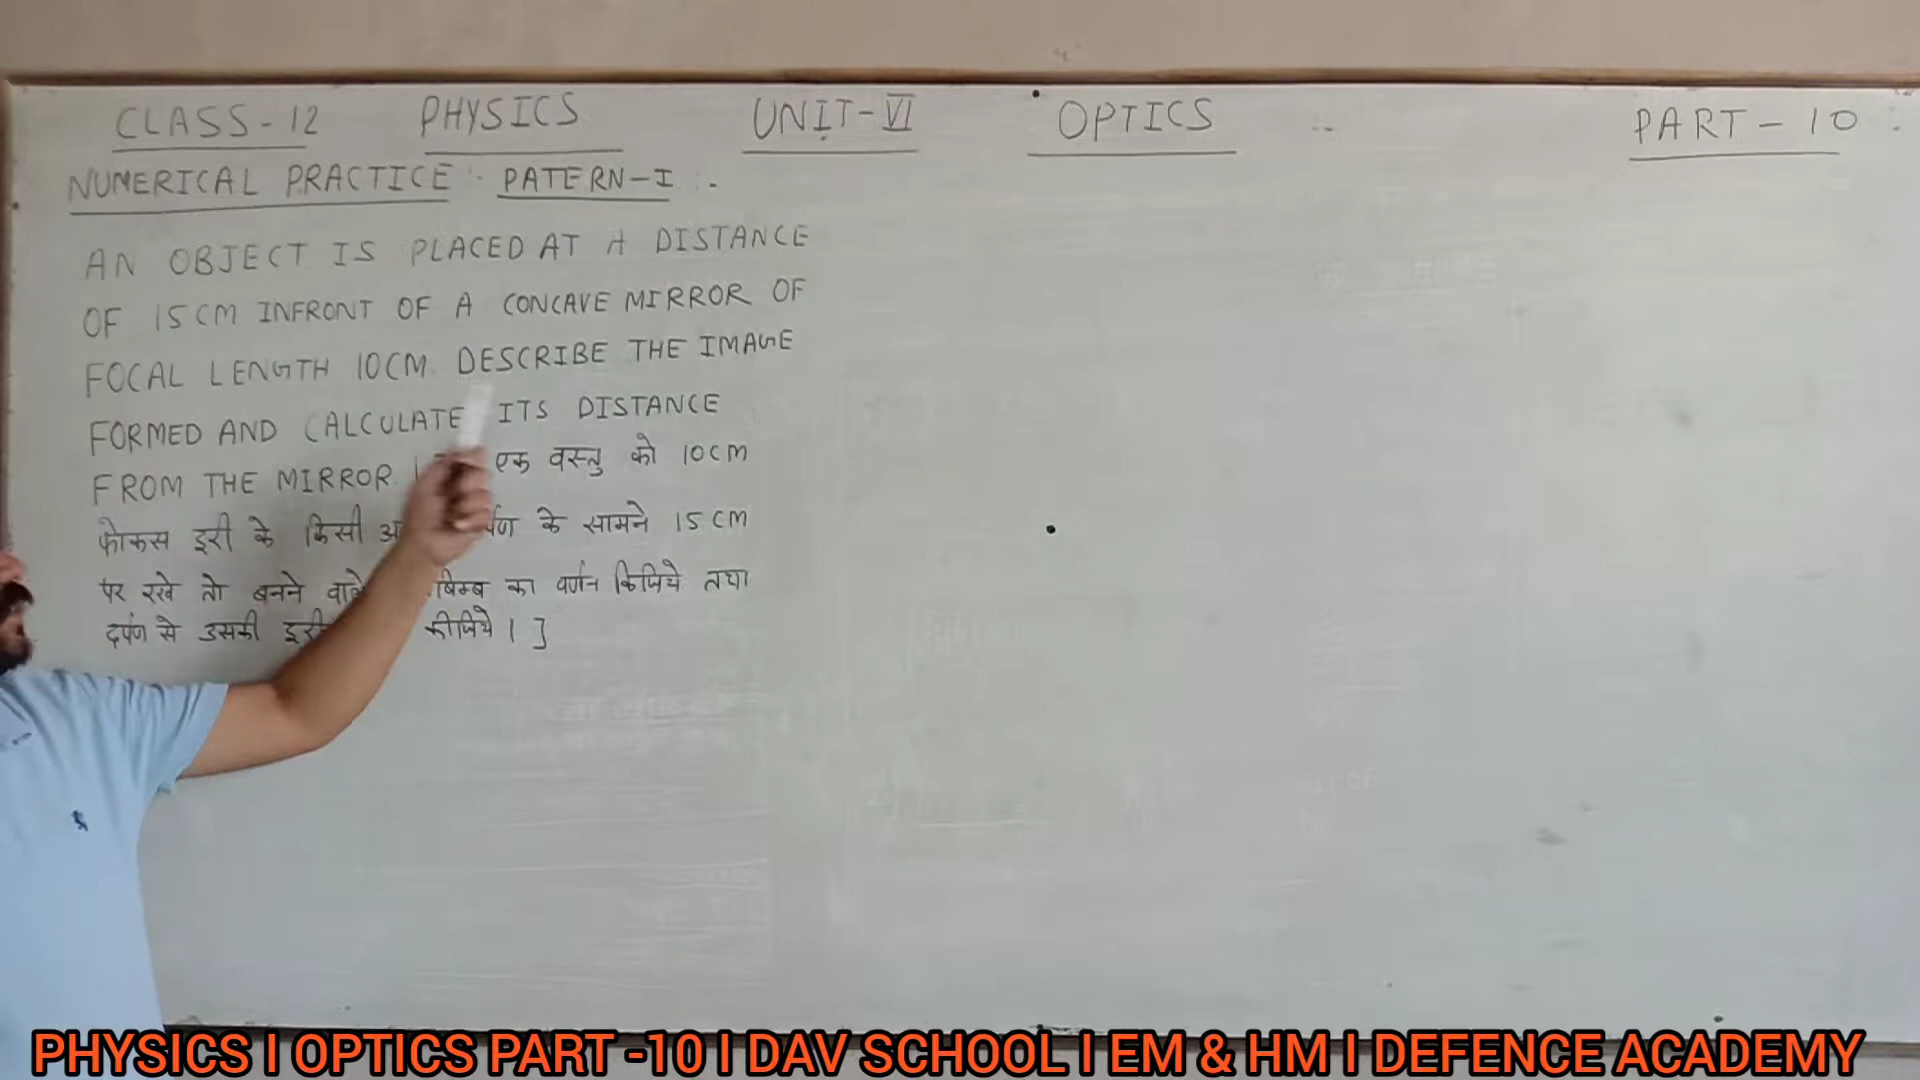 CLASS-12 PHYSICS UNIT-VI OPTICS PART-10
NUMERICAL PRACTICE PATERN-I :-
AN OBJECT IS PLACED AT A DISTANCE
OF 15CM INFRONT OF A CONCAVE MIRROR OF
FOCAL LENGTH 10CM. DESCRIBE THE IMAGE
FORMED AND CALCULATE ITS DISTANCE
FROM THE MIRROR एक वस्तु को 10CM
फोकस दूरी के किसी के सामने 15CM
पर रखे तो बनने का वर्णन किजिये तथा
दर्पण से उसकी कीजिये | ]
PHYSICS I OPTICS PART -10 I DAV SCHOOL I EM & HM I DEFENCE ACADEMY